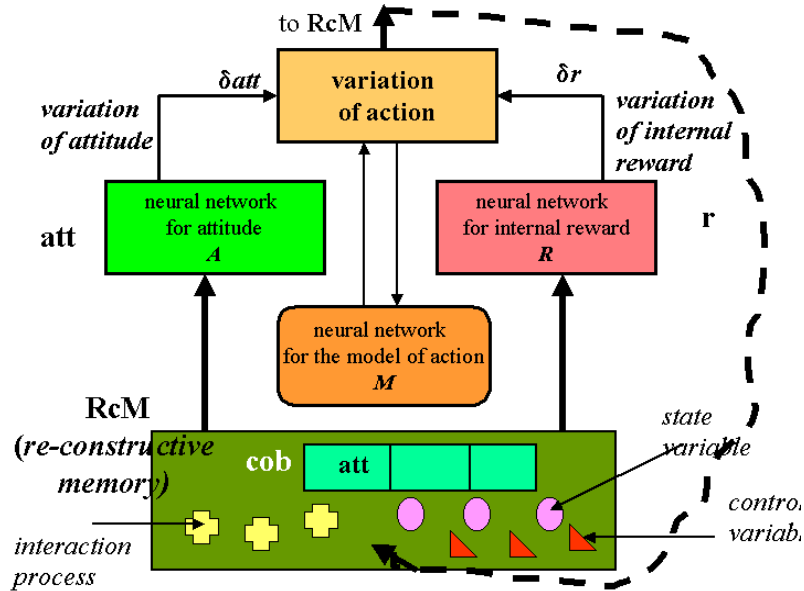 to RcM
δatt
variation
of action
δr
variation
of attitude
variation
of internal
reward
neural network
for attitude
A
neural network
for internal reward
R
att
r
neural network
for the model of action
M
RcM
(re-constructive
memory)
cob
att
state
variable
control
variable
interaction
process